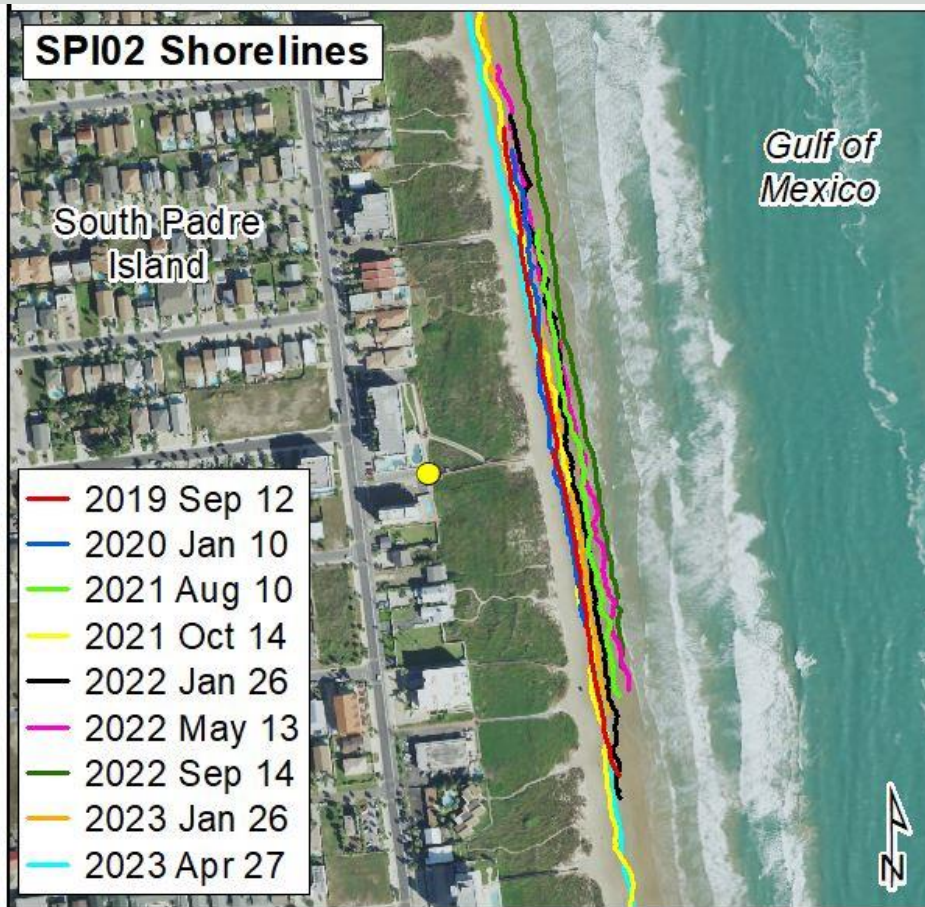 SPI02 Shorelines
Gulf of
Mexico
South Padre
Island
2019 Sep 12
2020 Jan 10
2021 Aug 10
2021 Oct 14
2022 Jan 26
2022 May 13
2022 Sep 14
2023 Jan 26
2023 Apr 27
N